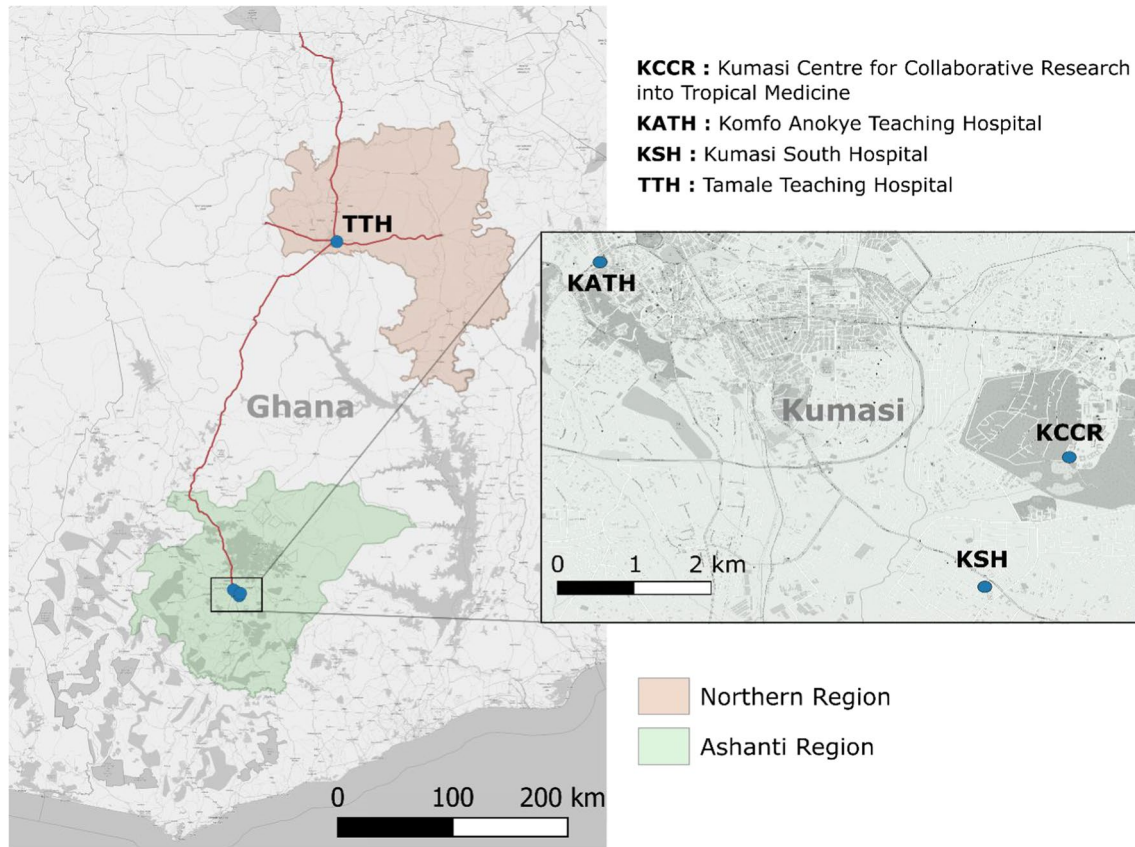 KCCR : Kumasi Centre for Collaborative Research
into Tropical Medicine
KATH : Komfo Anokye Teaching Hospital
KSH : Kumasi South Hospital
TTH : Tamale Teaching Hospital
TTH
Ghana
KATH
Kumasi
KCCR
KSH
0 1 2 km
Northern Region
Ashanti Region
0 100 200 km